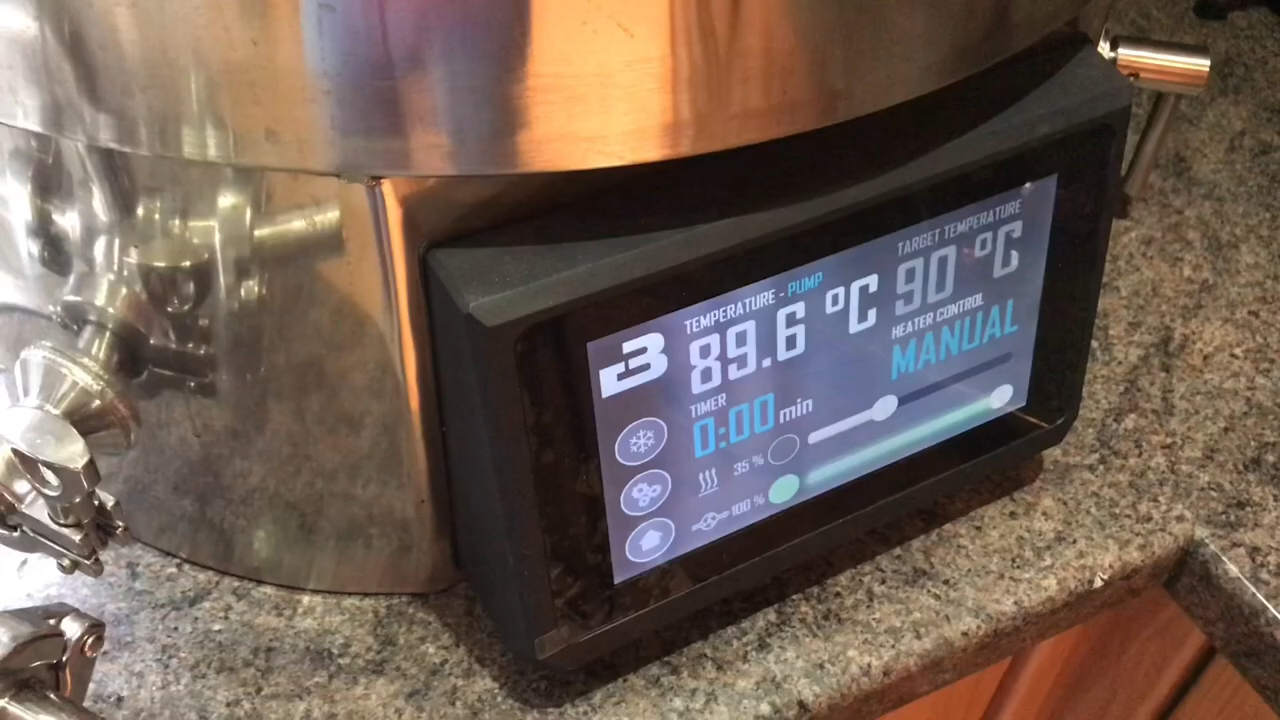 B
TEMPERATURE - PUMP
89.6 °C
TARGET TEMPERATURE
90 °C
HEATER CONTROL
MANUAL
TIMER
0:00 min
35 %
100 %